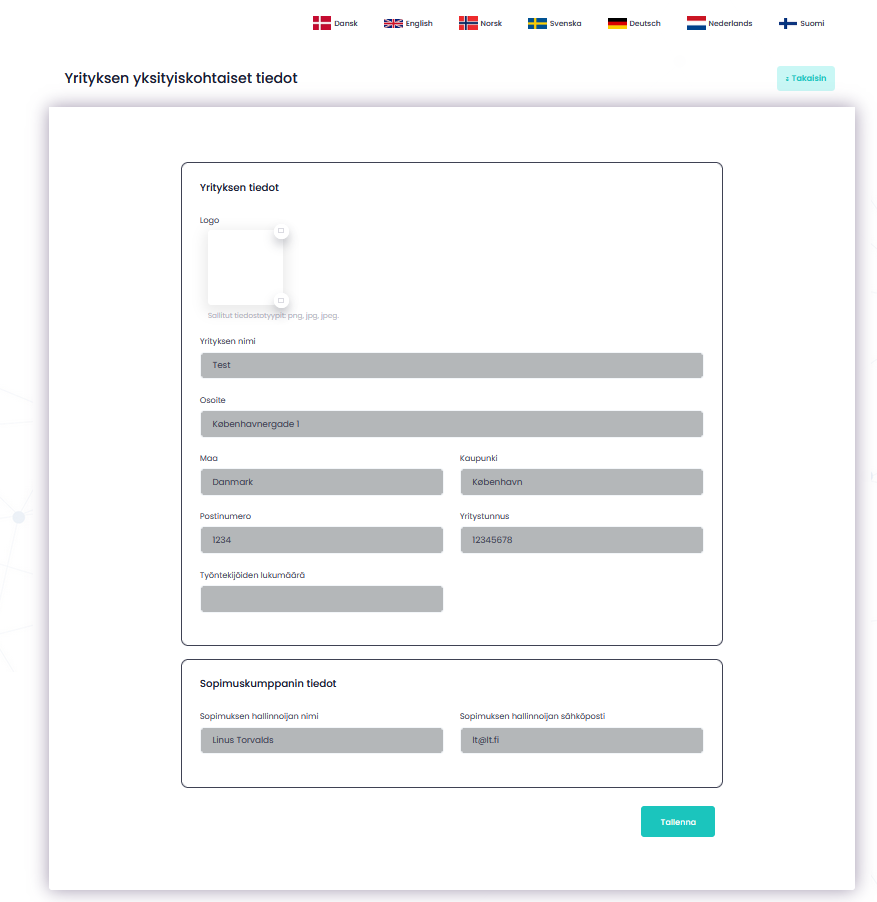 Dansk English Norsk Svenska Deutsch Nederlands Suomi
Yrityksen yksityiskohtaiset tiedot
Takaisin
Yrityksen tiedot
Logo
Sallitut tiedostotyypit: png, jpg, jpeg.
Yrityksen nimi
Test
Osoite
Københavnergade 1
Maa Kaupunki
Danmark København
Postinumero Yritystunnus
1234 12345678
Työntekijöiden lukumäärä
Sopimuskumppanin tiedot
Sopimuksen hallinnoijan nimi Sopimuksen hallinnoijan sähköposti
Linus Torvalds lt@lt.fi
Tallenna